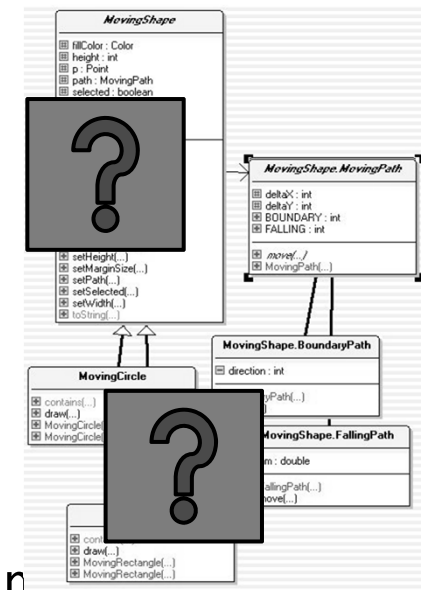 MovingShape
fillColor : Color
height : int
p : Point
path : MovingPath
selected : boolean
setHeight(...)
setMarginSize(...)
setPath(...)
setSelected(...)
setWidth(...)
toString(...)
MovingShape.MovingPath
deltaX : int
deltaY : int
BOUNDARY : int
FALLING : int
move(...)
MovingPath(...)
MovingShape.BoundaryPath
direction : int
MovingCircle
contains(...)
draw(...)
MovingCircle(
MovingCircle(
MovingShape.FallingPath
: double
draw(...)
MovingRectangle(...)
MovingRectangle(...)